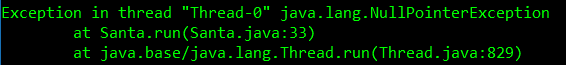 Exception in thread "Thread-0" java.lang.NullPointerException
at Santa.run(Santa.java:33)
at java.base/java.lang.Thread.run(Thread.java:829)